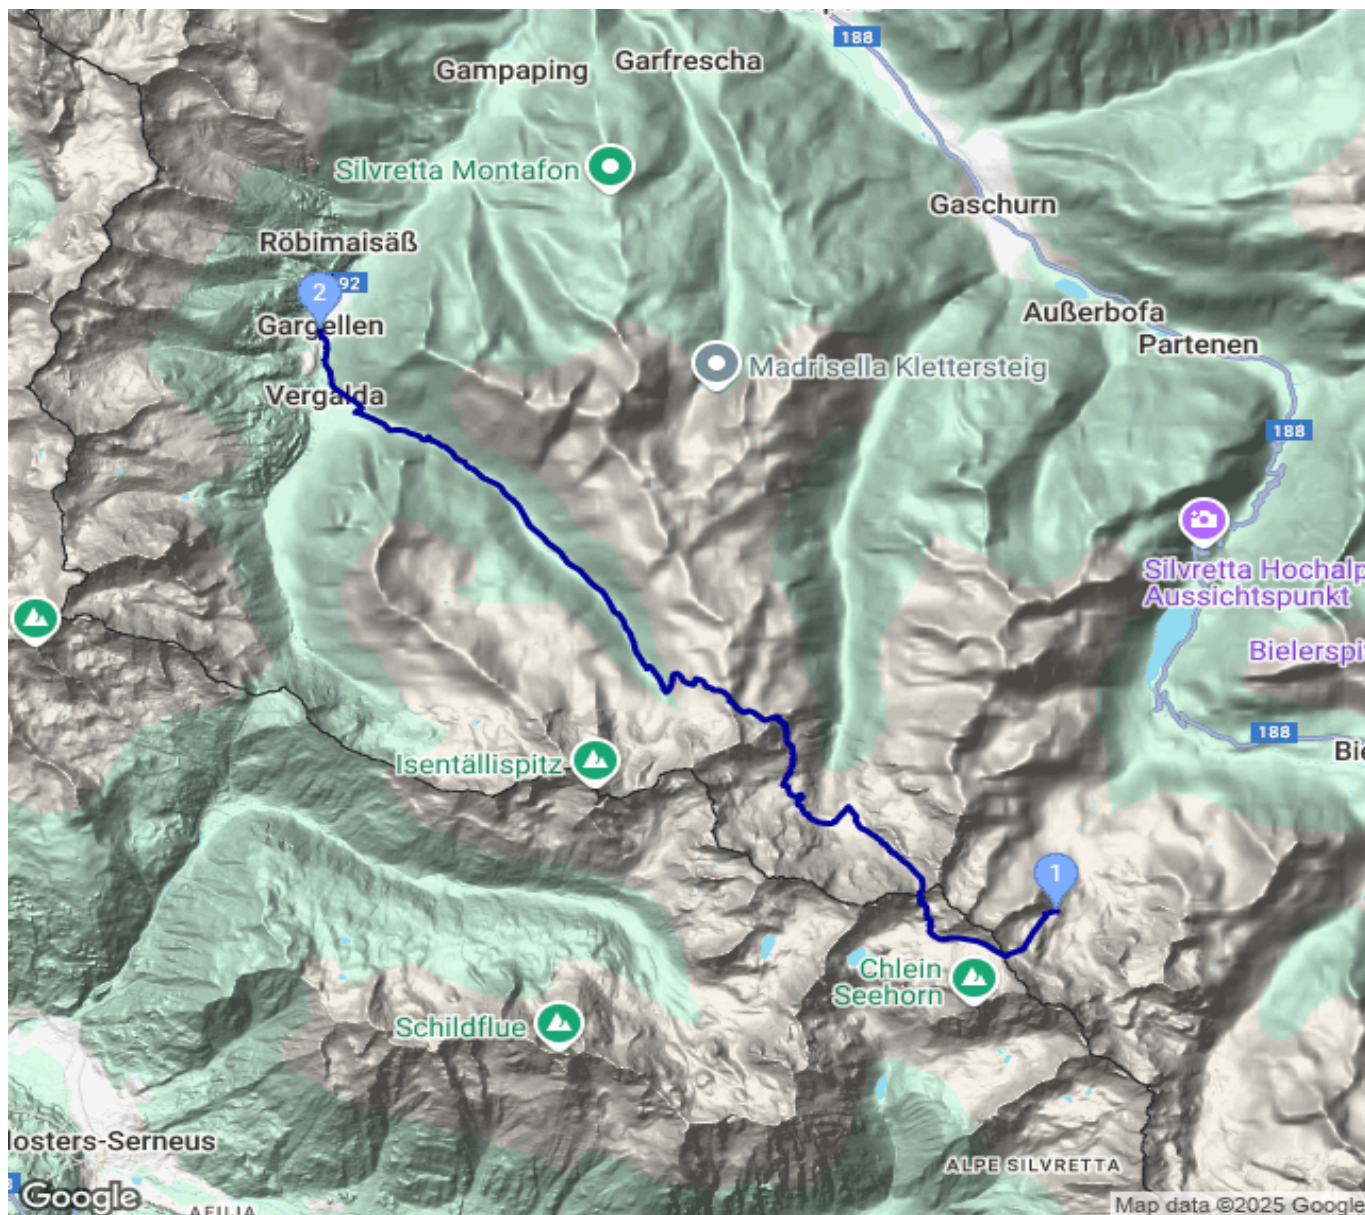 188
Gampaping
Garfrescha
Silvretta Montafon
Gaschurn
Röbimaisäß
92
2
Gargellen
Außerbofa
Partenen
Vergalda
Madrisella Klettersteig
188
Silvretta Hochalp
Aussichtspunkt
Bielerspi
188
Bie
Isentällispitz
1
Chlein
Seehorn
Schildflue
losters-Serneus
ALPE SILVRETTA
Google
Map data ©2025 Google